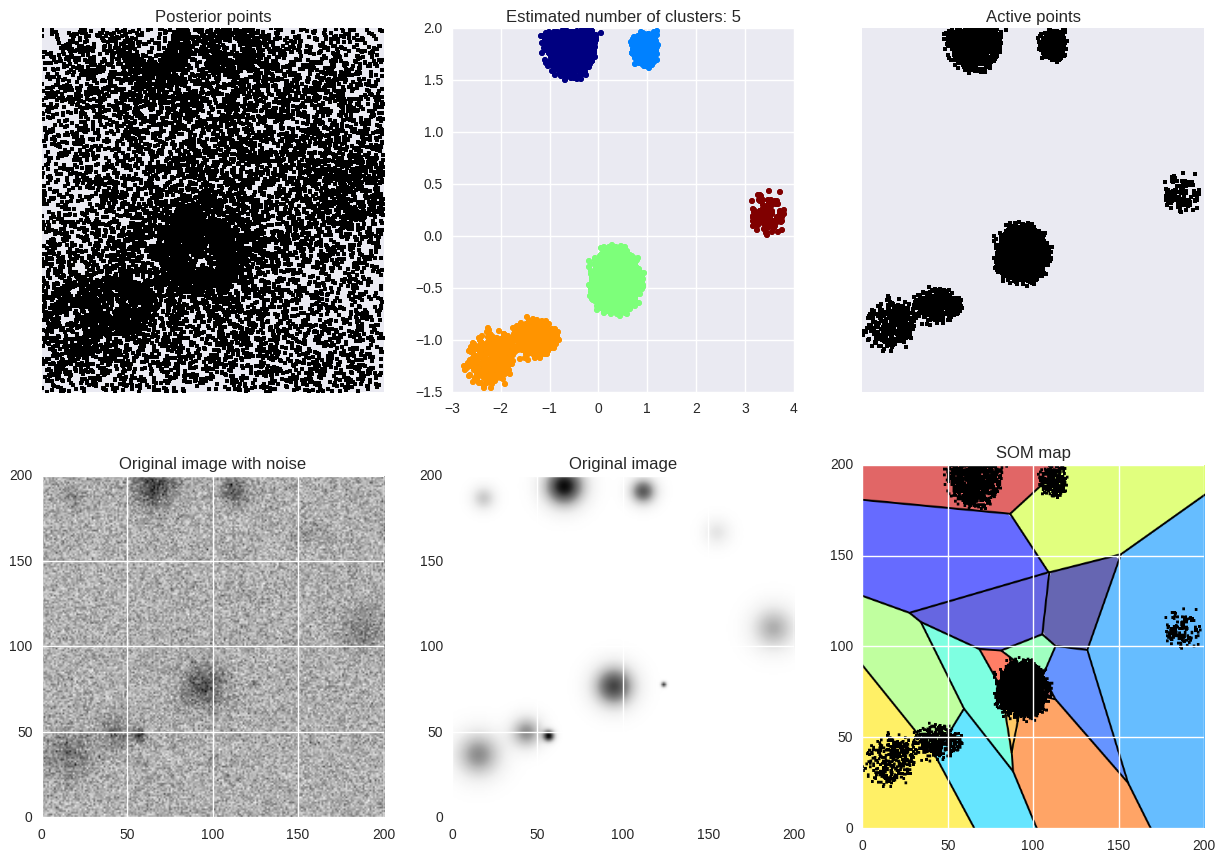 Posterior points
Estimated number of clusters: 5
Active points
2.0
1.5
1.0
0.5
0.0
−0.5
−1.0
−1.5
−3 −2 −1 0 1 2 3 4
Original image with noise
Original image
SOM map
200
150
100
50
0
0 50 100 150 200
200
150
100
50
0
0 50 100 150 200
200
150
100
50
0
0 50 100 150 200